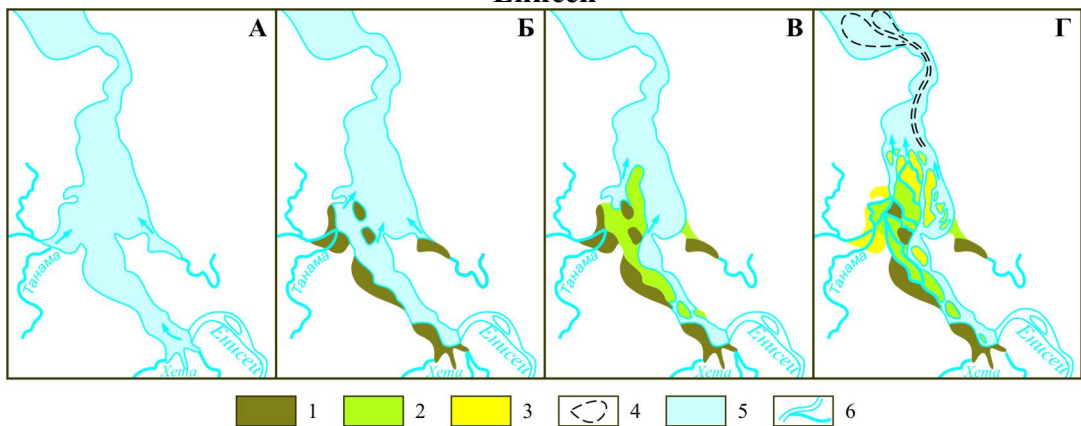 Енисей
А Б В Г
Танама Танама Танама Танама
Енисей Енисей Енисей Енисей
Хета Хета Хета Хета
1 2 3 4 5 6